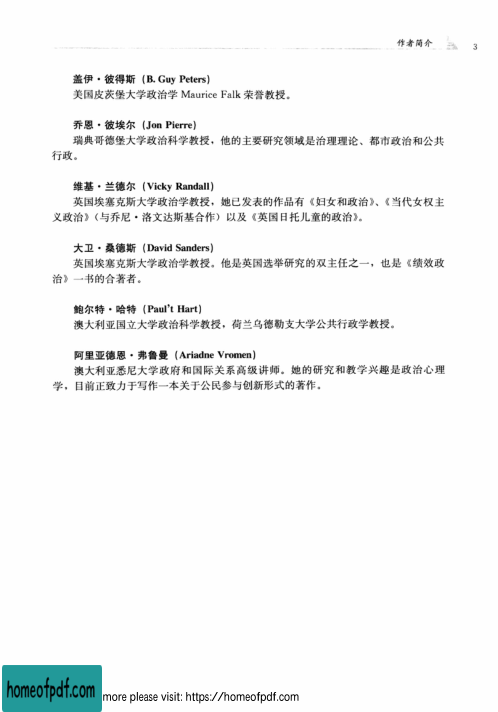 作者简介
3
盖伊·彼得斯（B. Guy Peters）
美国皮茨堡大学政治学 Maurice Falk 荣誉教授。
乔恩·彼埃尔（Jon Pierre）
瑞典哥德堡大学政治科学教授，他的主要研究领域是治理理论、都市政治和公共
行政。
维基·兰德尔（Vicky Randall）
英国埃塞克斯大学政治学教授，她已发表的作品有《妇女和政治》、《当代女权主
义政治》（与乔尼·洛文达斯基合作）以及《英国日托儿童的政治》。
大卫·桑德斯（David Sanders）
英国埃塞克斯大学政治学教授。他是英国选举研究的双主任之一，也是《绩效政
治》一书的合著者。
鲍尔特·哈特（Paul't Hart）
澳大利亚国立大学政治科学教授，荷兰乌德勒支大学公共行政学教授。
阿里亚德恩·弗鲁曼（Ariadne Vromen）
澳大利亚悉尼大学政府和国际关系高级讲师。她的研究和教学兴趣是政治心理
学，目前正致力于写作一本关于公民参与创新形式的著作。
homeofpdf.com
more please visit: https://homeofpdf.com